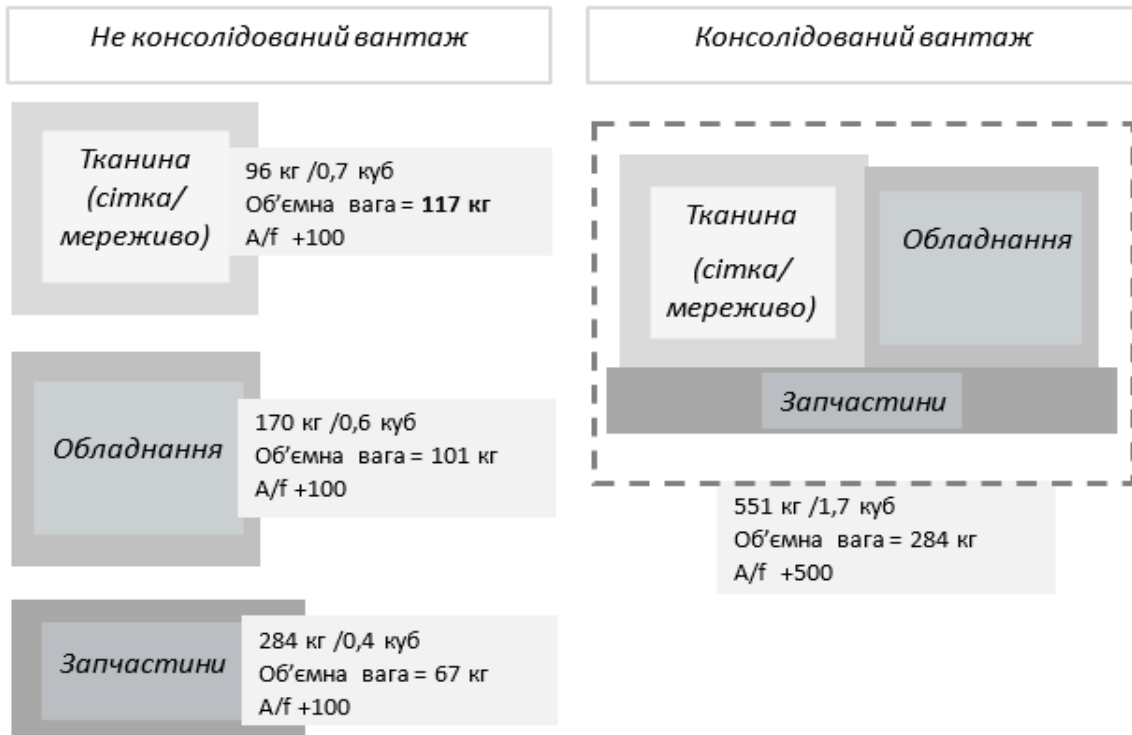 Не консолідований вантаж
Консолідований вантаж
Тканина
(сітка/
мереживо)
96 кг /0,7 куб
Об’ємна вага = 117 кг
A/f +100
Обладнання
170 кг /0,6 куб
Об’ємна вага = 101 кг
A/f +100
Запчастини
284 кг /0,4 куб
Об’ємна вага = 67 кг
A/f +100
Тканина
(сітка/
мереживо)
Обладнання
Запчастини
551 кг /1,7 куб
Об’ємна вага = 284 кг
A/f +500